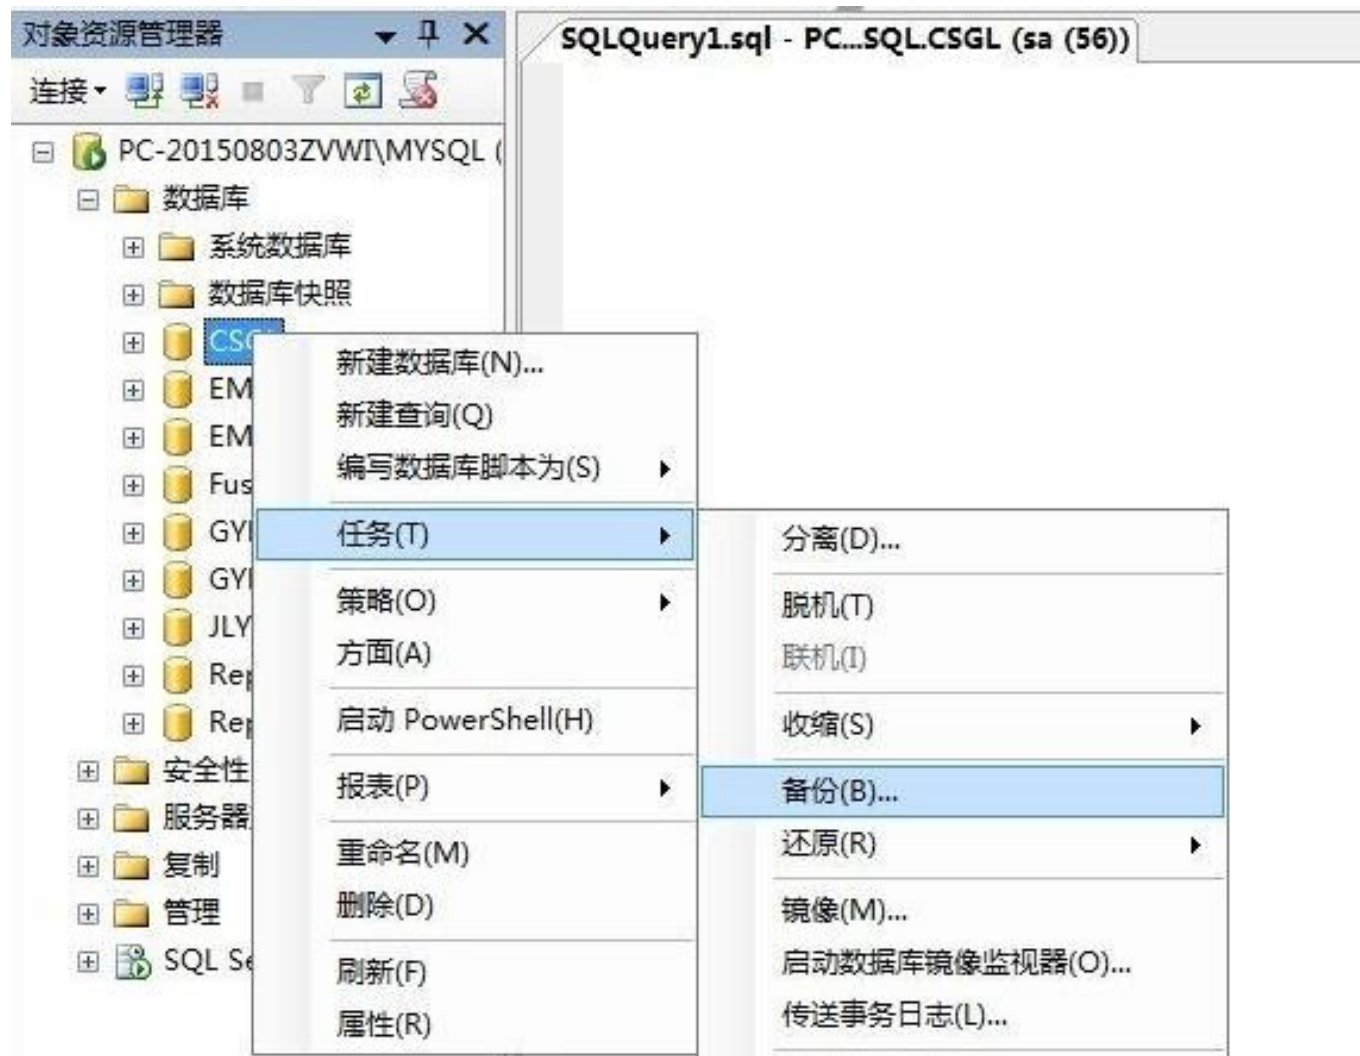 对象资源管理器
SQLQuery1.sql - PC...SQL.CSGL (sa (56))
连接
PC-20150803ZVWI\MYSQL (
数据库
系统数据库
数据库快照
EM
EM
Fus
GY
GY
JLY
Rep
Rep
安全性
服务器
复制
管理
SQL Se
新建数据库(N)...
新建查询(Q)
编写数据库脚本为(S)
任务(T)
策略(O)
方面(A)
启动 PowerShell(H)
报表(P)
重命名(M)
删除(D)
刷新(F)
属性(R)
分离(D)...
脱机(T)
联机(I)
收缩(S)
备份(B)...
还原(R)
镜像(M)...
启动数据库镜像监视器(O)...
传送事务日志(L)...